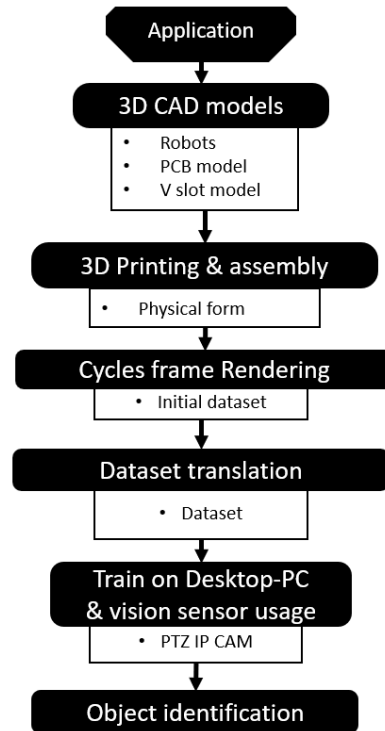 Application
3D CAD models
• Robots
• PCB model
• V slot model
3D Printing & assembly
• Physical form
Cycles frame Rendering
• Initial dataset
Dataset translation
• Dataset
Train on Desktop-PC
& vision sensor usage
• PTZ IP CAM
Object identification